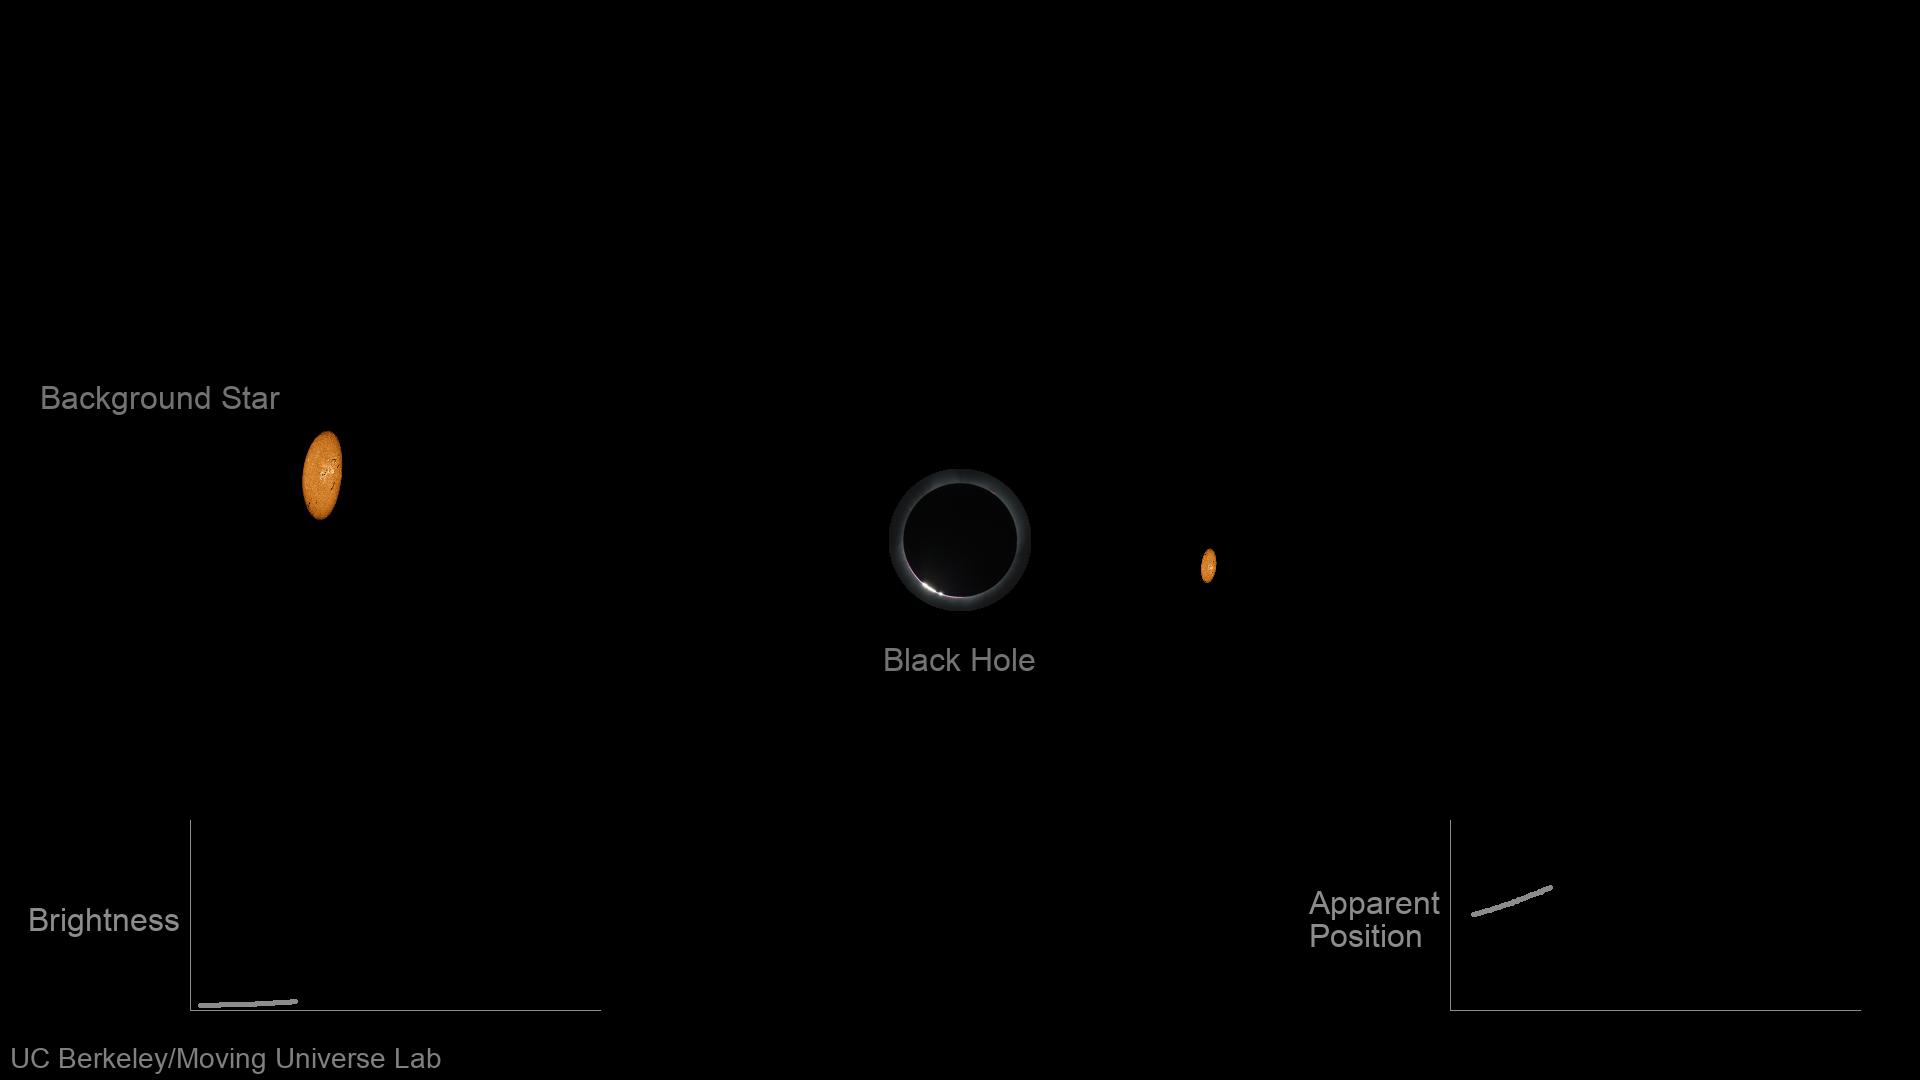 Background Star
Black Hole
Brightness
Apparent
Position
UC Berkeley/Moving Universe Lab